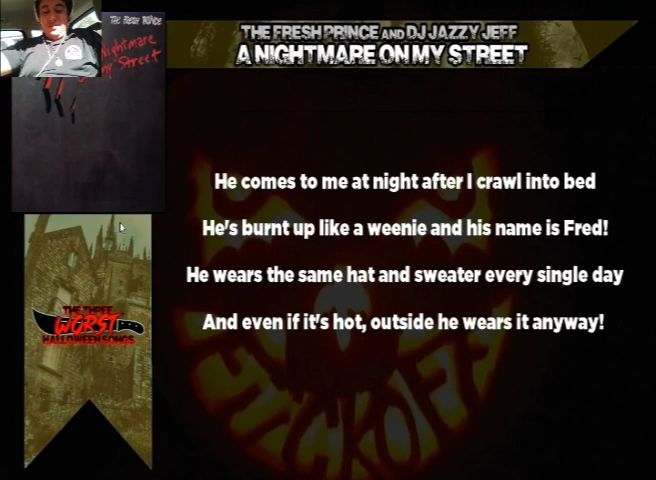 THE FRESH PRINCE AND DJ JAZZY JEFF
A NIGHTMARE ON MY STREET
THE FRESH PRINCE
Nightmare
my Street
He comes to me at night after I crawl into bed
He's burnt up like a weenie and his name is Fred!
He wears the same hat and sweater every single day
And even if it's hot, outside he wears it anyway!
THE THREE
WORST
HALLOWEEN SONGS